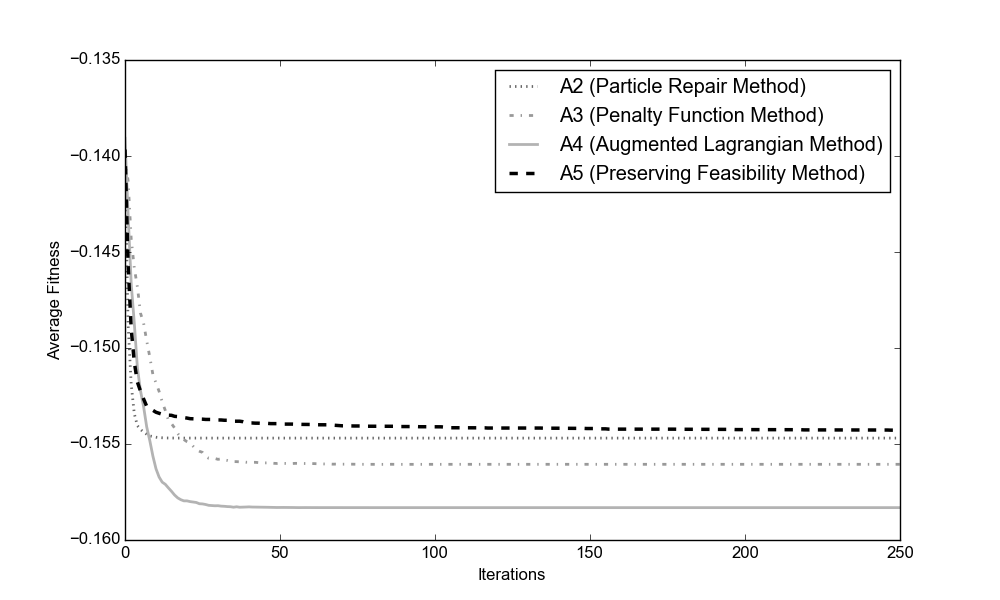 −0.135
−0.140
−0.145
−0.150
−0.155
−0.160
Average Fitness
A2 (Particle Repair Method)
A3 (Penalty Function Method)
A4 (Augmented Lagrangian Method)
A5 (Preserving Feasibility Method)
0 50 100 150 200 250
Iterations